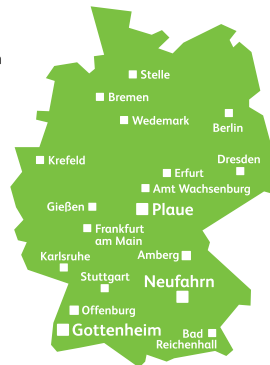 Stelle
Bremen
Wedemark
Berlin
Krefeld
Dresden
Erfurt
Amt Wachsenburg
Gießen
Plaue
Frankfurt
am Main
Karlsruhe
Amberg
Stuttgart
Neufahrn
Offenburg
Gottenheim
Bad
Reichenhall